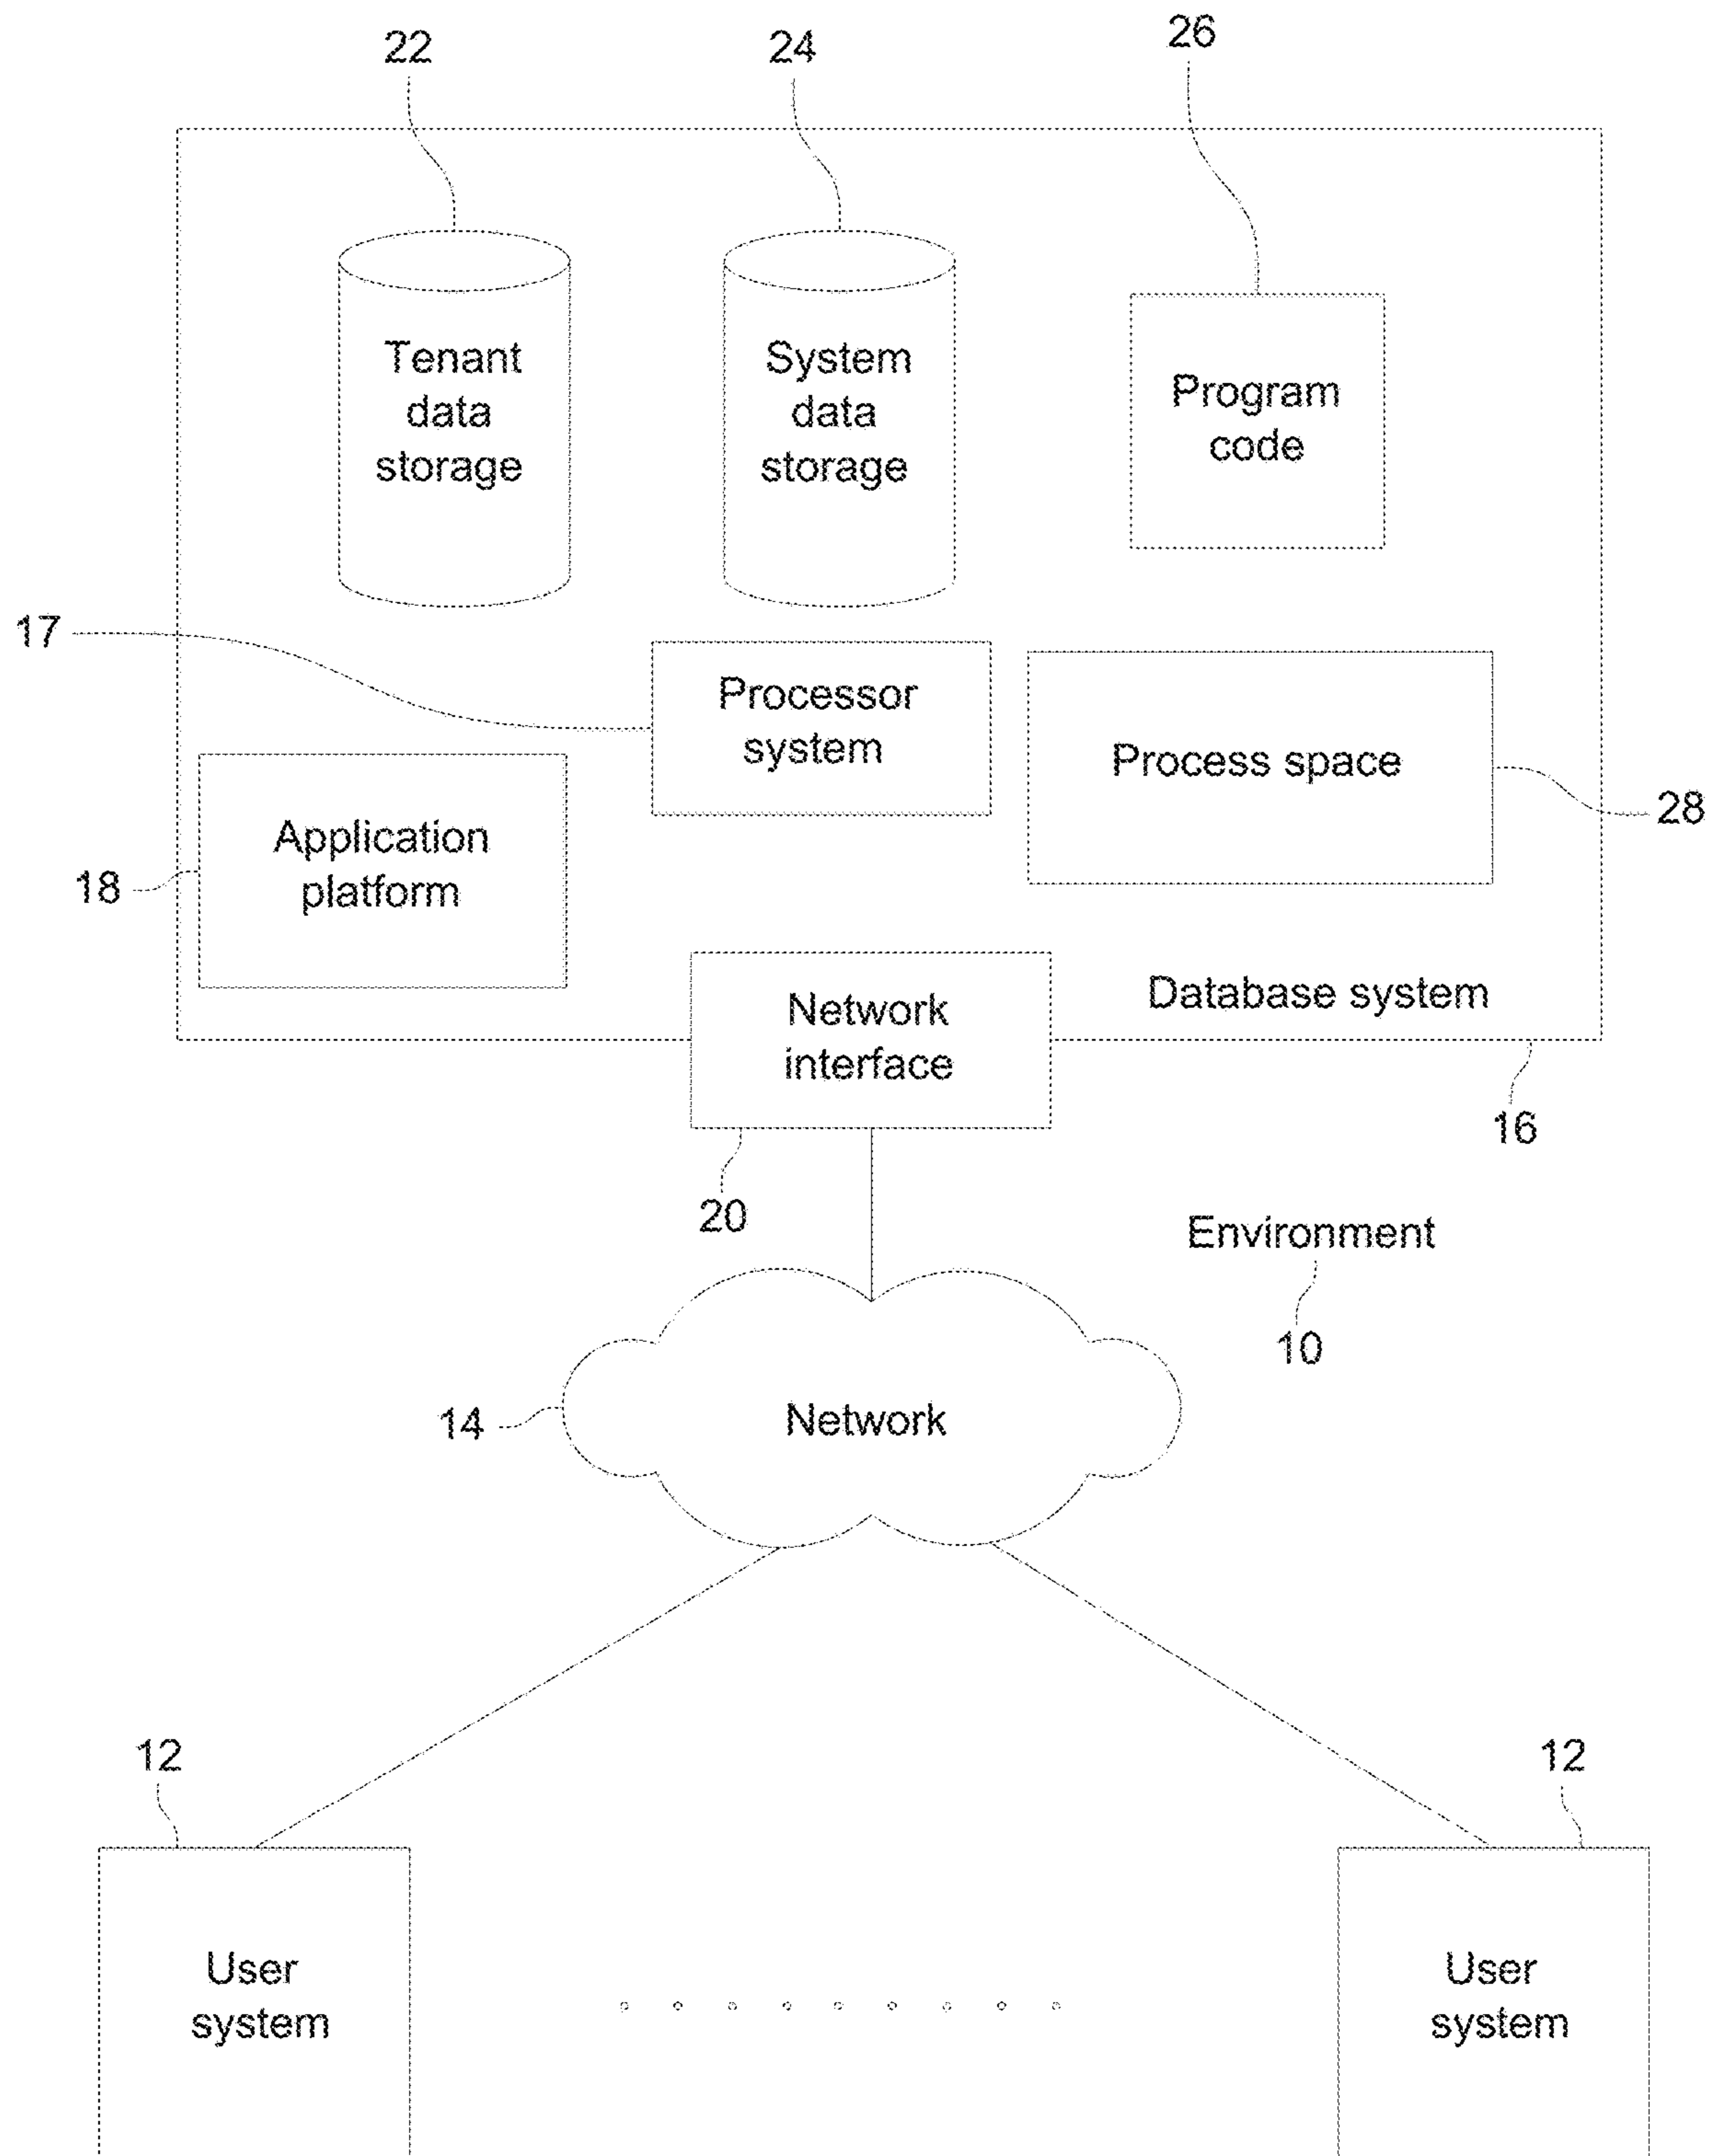 22
24
26
Tenant
data
storage
System
data
storage
Program
code
17
Processor
system
Process space
28
Application
platform
18
Network
interface
Database system
16
20
Environment
10
14
Network
12
12
User
system
User
system